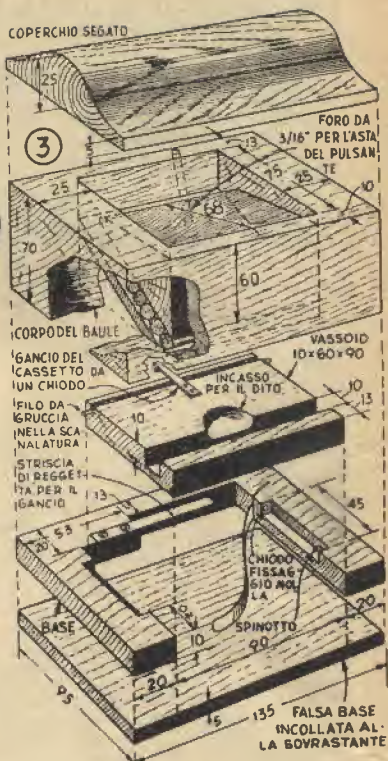 COPERCHIO SEGATO
25
3
FORO DA
3/16" PER L'ASTA
DEL PULSAN-
TE
13
25
75
25
10
68
70
60
CORPO DEL BAULE
GANCIO DEL
CASSETTO DA
UN CHIODO
VASSOIO
10×60×90
INCASSO
PER IL DITO
10
13
FILO DA
GRUCCIA
NELLA SCA
NALATURA
10
STRISCIA
DI REGGET-
TA PER IL
GANCIO
13
13
53
20
45
CHIODO
FISSAG-
GIO MOL
LA
SPINOTTO
90
BASE
10
20
20
95
5
135
FALSA BASE
INCOLLATA AL-
LA SOVRASTANTE